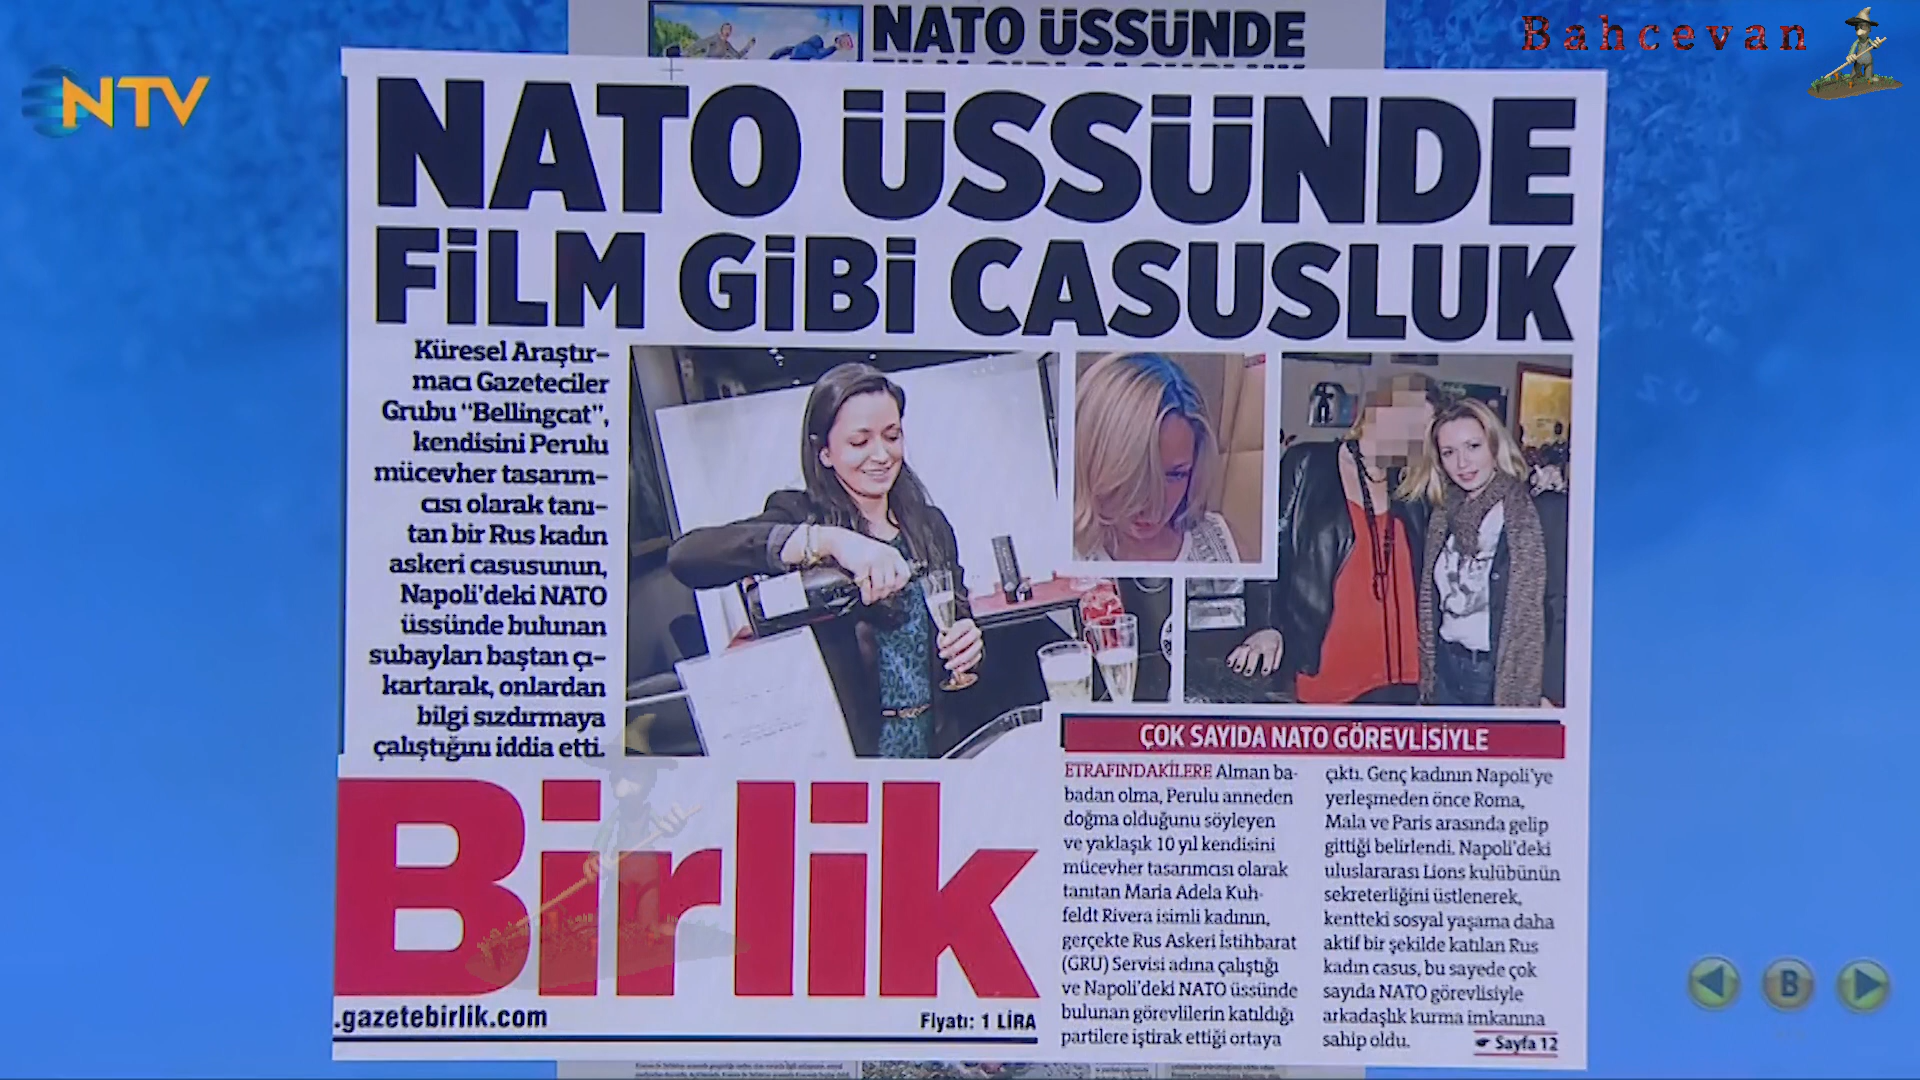 NATO ÜSSÜNDE
Bahcevan
NTV
NATO ÜSSÜNDE
FİLM GİBİ CASUSLUK
Küresel Araştır-
macı Gazeteciler
Grubu "Bellingcat",
kendisini Perulu
mücevher tasarım-
cısı olarak tanı-
tan bir Rus kadın
askeri casusunun,
Napoli'deki NATO
üssünde bulunan
subayları baştan çı-
kartarak, onlardan
bilgi sızdırmaya
çalıştığını iddia etti.
ÇOK SAYIDA NATO GÖREVLİSİYLE
ETRAFINDAKİLERE Alman ba-
badan olma, Perulu anneden
doğma olduğunu söyleyen
ve yaklaşık 10 yıl kendisini
mücevher tasarımcısı olarak
tanıtan Maria Adela Kuh-
feldt Rivera isimli kadının,
gerçekte Rus Askeri İstihbarat
(GRU) Servisi adına çalıştığı
ve Napoli'deki NATO üssünde
bulunan görevlilerin katıldığı
partilere iştirak ettiği ortaya
çıktı. Genç kadının Napoli'ye
yerleşmeden önce Roma,
Mala ve Paris arasında gelip
gittiği belirlendi. Napoli'deki
uluslararası Lions kulübünün
sekreterliğini üstlenerek,
kentteki sosyal yaşama daha
aktif bir şekilde katılan Rus
kadın casus, bu sayede çok
sayıda NATO görevlisiyle
arkadaşlık kurma imkanına
sahip oldu.
Sayfa 12
Birlik
.gazetebirlik.com
Fiyatı: 1 LİRA
B